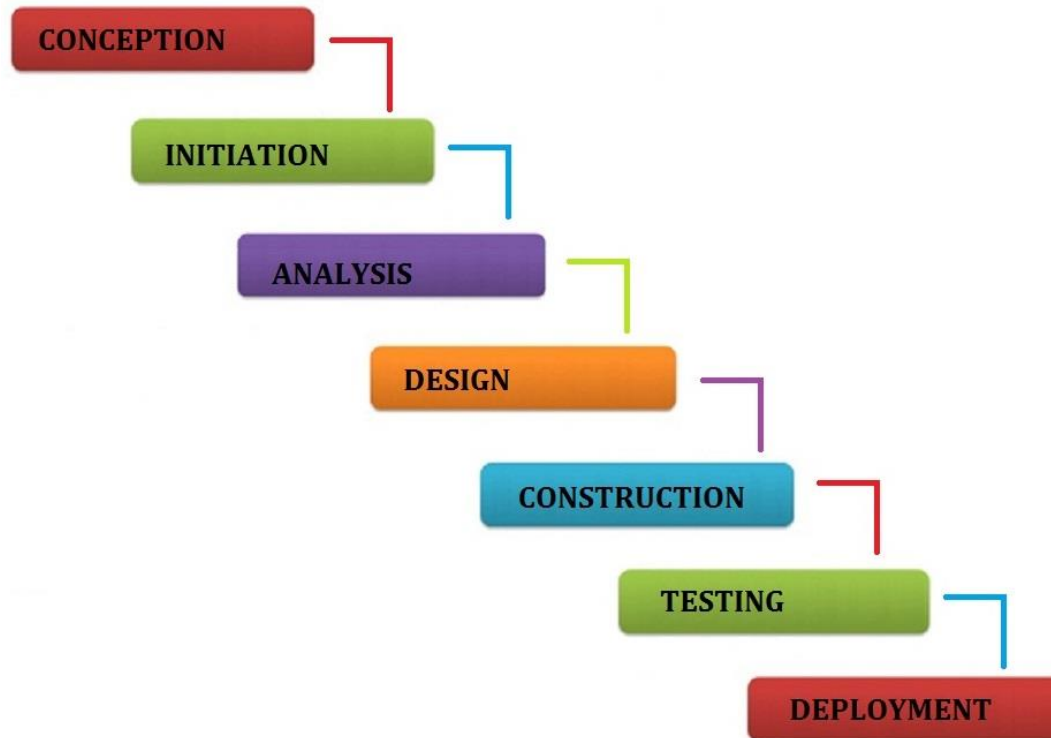 CONCEPTION
INITIATION
ANALYSIS
DESIGN
CONSTRUCTION
TESTING
DEPLOYMENT